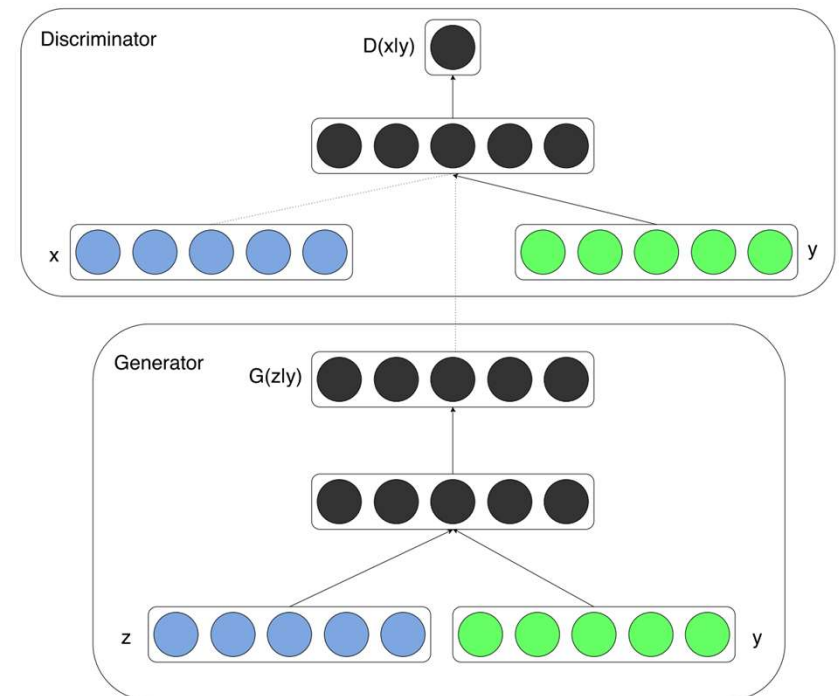 Discriminator
D(x|y)
x
y
Generator
G(z|y)
z
y